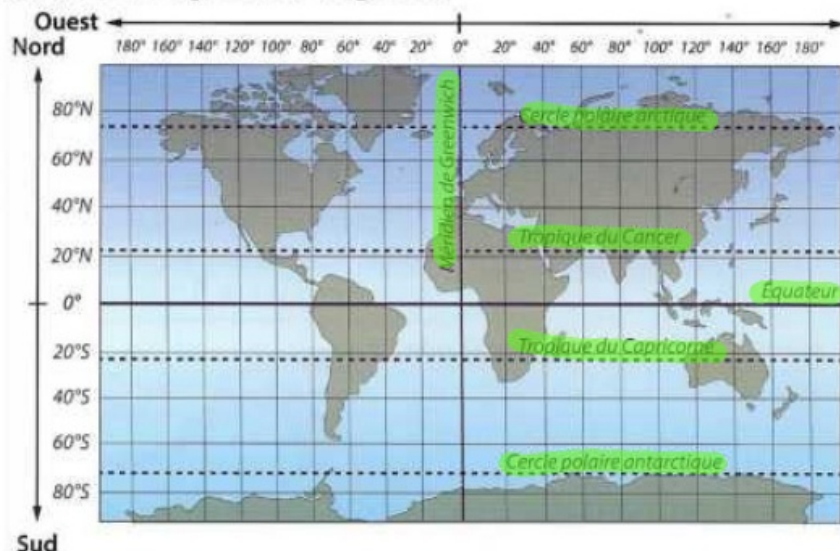 Ouest
Nord
180° 160° 140° 120° 100° 80° 60° 40° 20° 0° 20° 40° 60° 80° 100° 120° 140° 160° 180°
80°N
Cercle polaire arctique
60°N
Méridien de Greenwich
40°N
20°N
Tropique du Cancer
Équateur
0°
20°S
Tropique du Capricorne
40°S
60°S
Cercle polaire antarctique
80°S
Sud